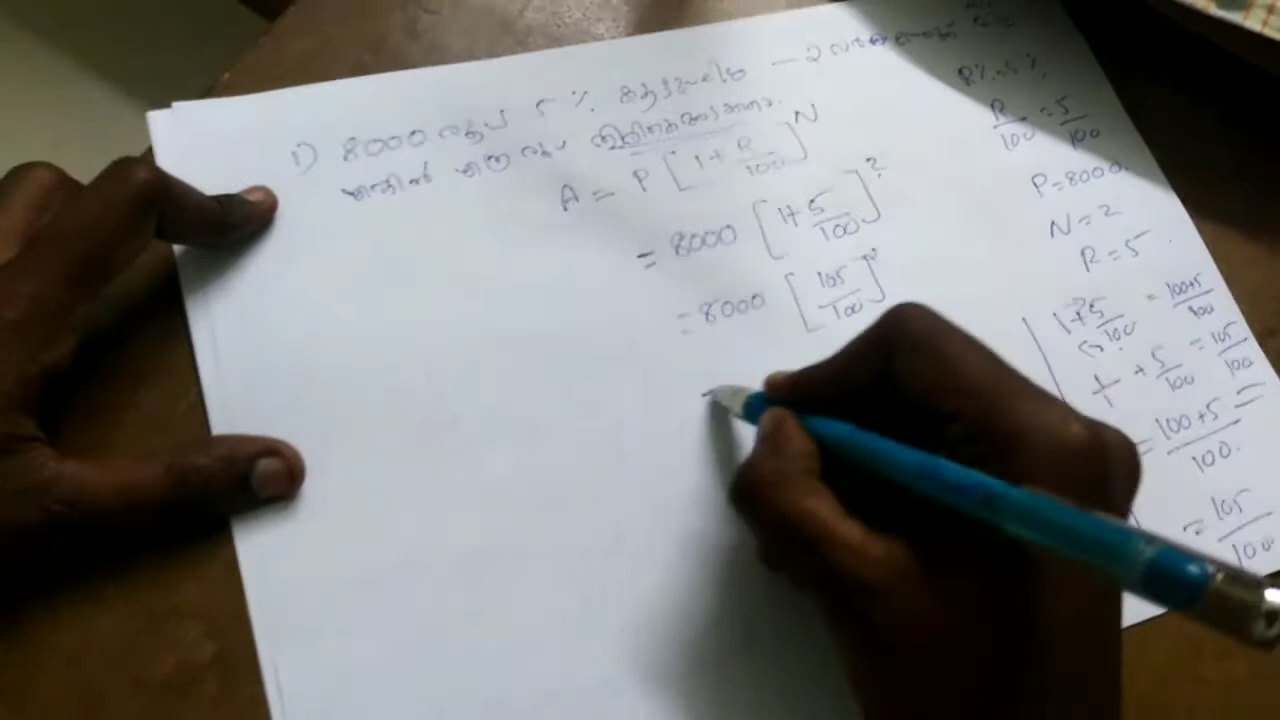 1) 8000 രൂപ 5% കൂട്ടുപലിശ – 2
എത്ര രൂപ
A = P [1 + R/100]^N
= 8000 [1+ 5/100]^2
= 8000 [105/100]^2
R% = 5%
R/100 = 5/100
P = 8000.
N = 2
R = 5.
1+5/100 = 100+5/100
1/1 + 5/100 = 105/100
= 100+5/100.
= 105/100